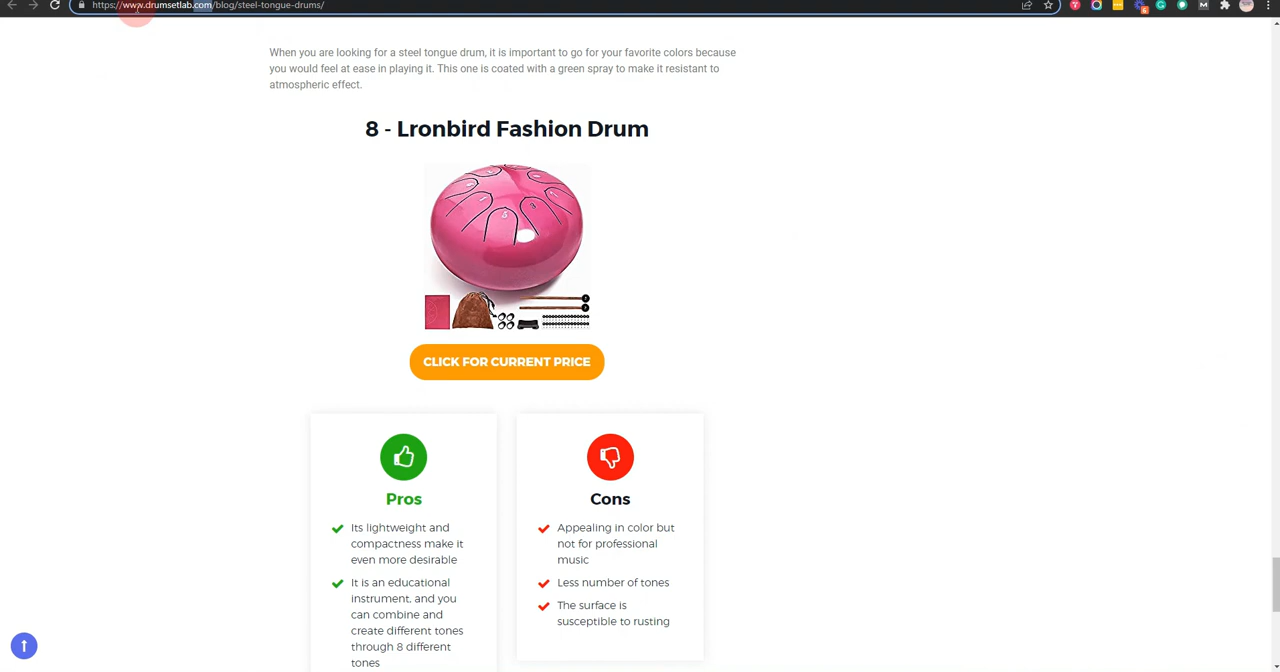 https://www.drumsetlab.com/blog/steel-tongue-drums/
When you are looking for a steel tongue drum, it is important to go for your favorite colors because
you would feel at ease in playing it. This one is coated with a green spray to make it resistant to
atmospheric effect.
8 - Lronbird Fashion Drum
CLICK FOR CURRENT PRICE
Pros
Its lightweight and
compactness make it
even more desirable
It is an educational
instrument, and you
can combine and
create different tones
through 8 different
tones
Cons
Appealing in color but
not for professional
music
Less number of tones
The surface is
susceptible to rusting